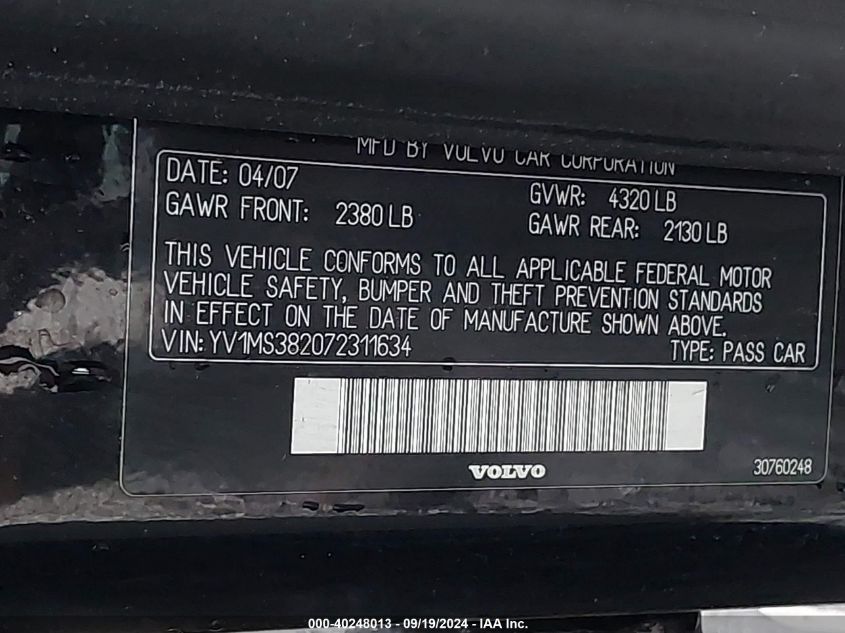 MFD BY VOLVO CAR CORPORATION
DATE: 04/07
GVWR: 4320 LB
GAWR FRONT: 2380 LB
GAWR REAR: 2130 LB
THIS VEHICLE CONFORMS TO ALL APPLICABLE FEDERAL MOTOR
VEHICLE SAFETY, BUMPER AND THEFT PREVENTION STANDARDS
IN EFFECT ON THE DATE OF MANUFACTURE SHOWN ABOVE.
VIN: YV1MS382072311634
TYPE: PASS CAR
VOLVO
30760248
000-40248013 - 09/19/2024 - IAA Inc.